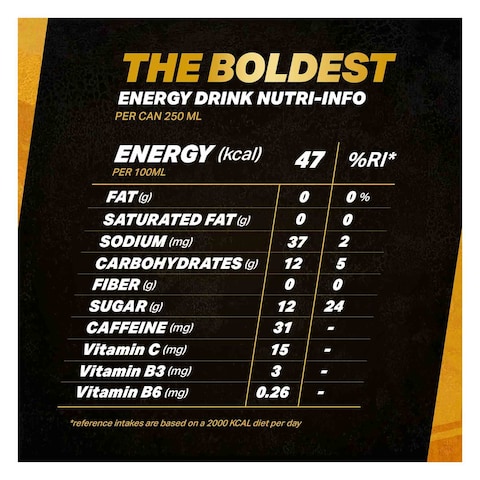 THE BOLDEST
ENERGY DRINK NUTRI-INFO
PER CAN 250 ML
ENERGY (kcal) 47 %RI*
PER 100ML
FAT (g) 0 0 %
SATURATED FAT (g) 0 0
SODIUM (mg) 37 2
CARBOHYDRATES (g) 12 5
FIBER (g) 0 0
SUGAR (g) 12 24
CAFFEINE (mg) 31 -
Vitamin C (mg) 15 -
Vitamin B3 (mg) 3 -
Vitamin B6 (mg) 0.26 -
*reference intakes are based on a 2000 KCAL diet per day